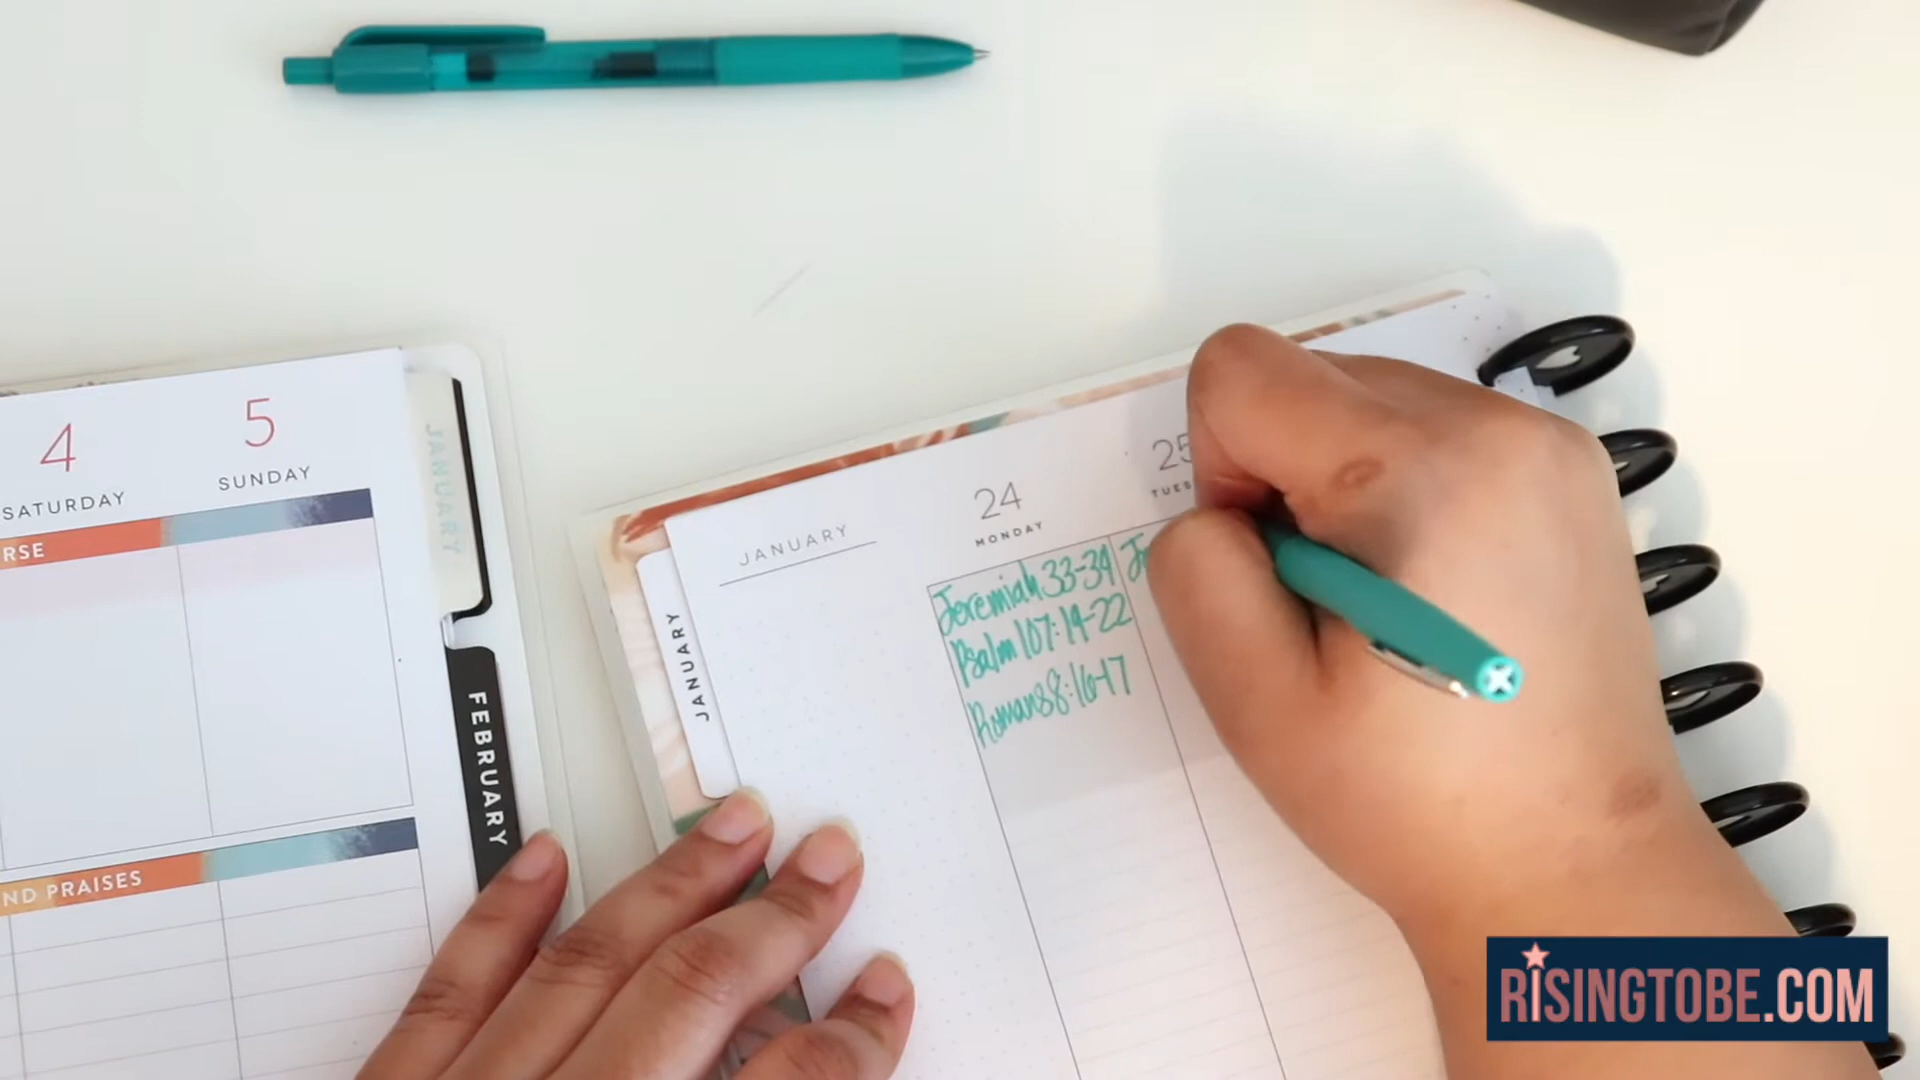 4
SATURDAY
5
SUNDAY
RSE
ND PRAISES
JANUARY
FEBRUARY
JANUARY
JANUARY
24
MONDAY
25
TUES
Jeremiah 33-34
Psalm 107:14-22
Romans 8:16-17
Je
RISINGTOBE.COM